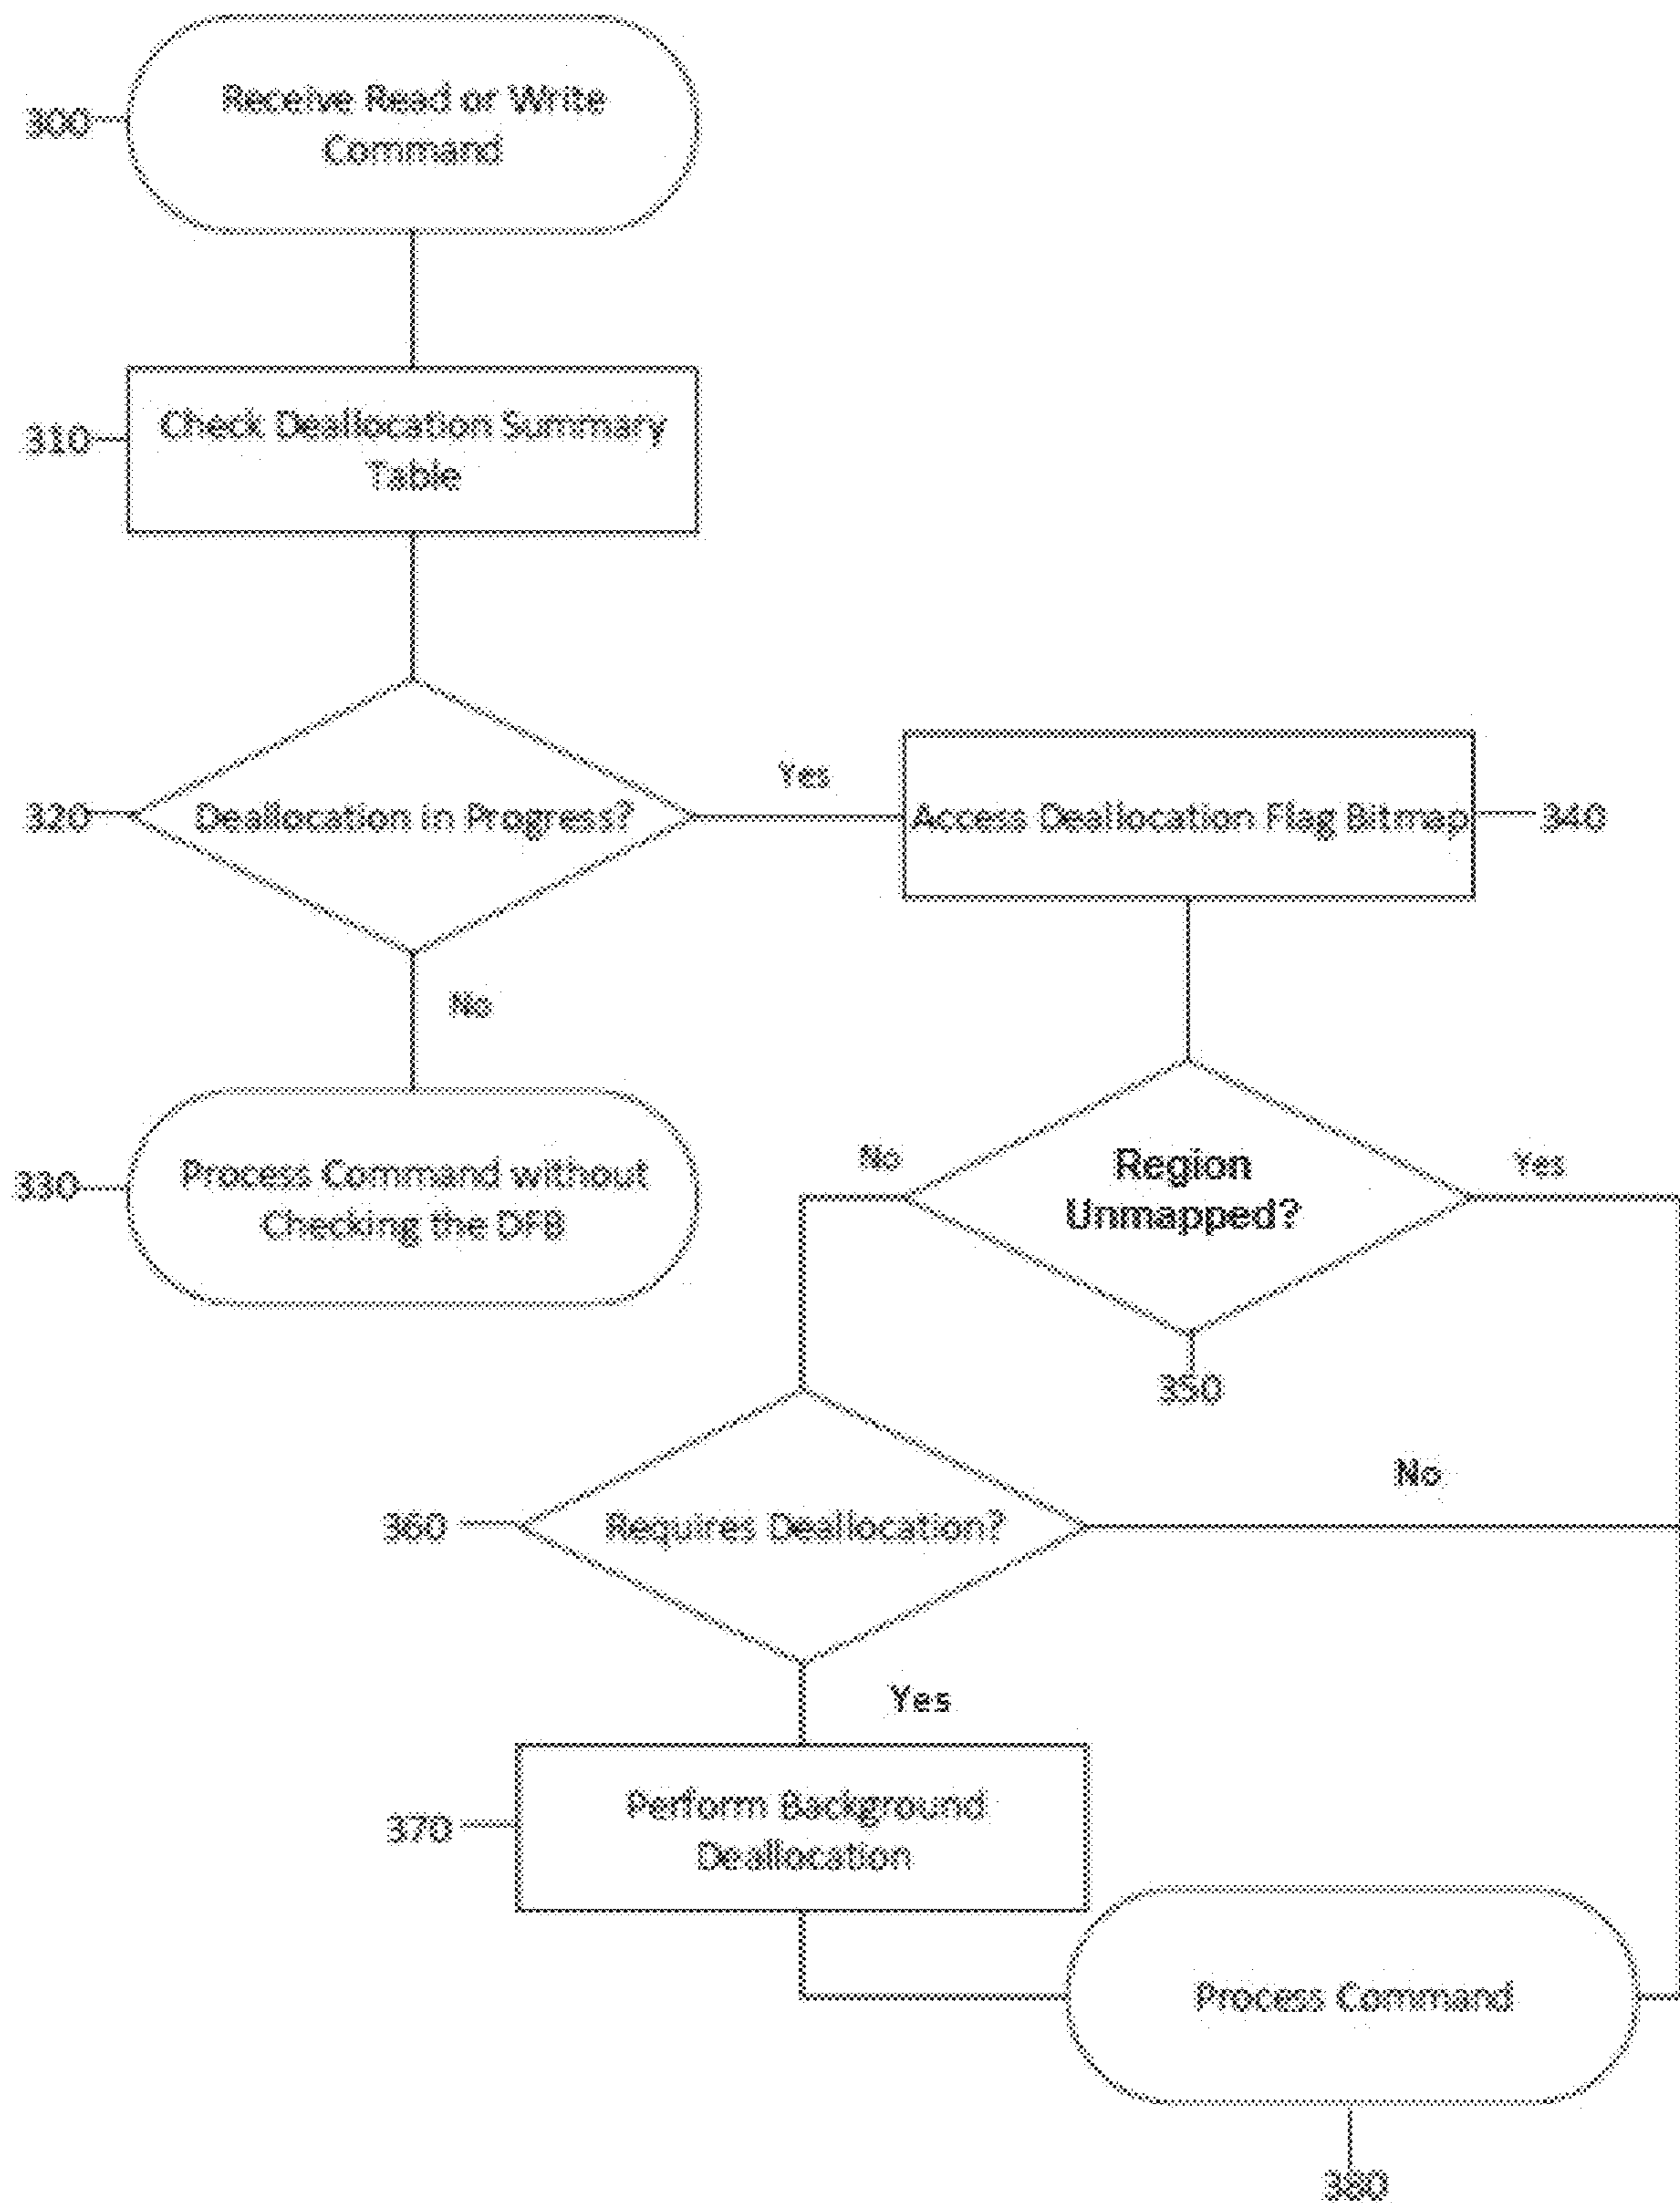 Receive Read or Write
Command
300
Check Deallocation Summary
Table
310
Deallocation in Progress?
320
Yes
Access Deallocation Flag Bitmap
340
No
Process Command without
Checking the DFB
330
Region
Unmapped?
No
Yes
350
Requires Deallocation?
360
No
Yes
Perform Background
Deallocation
370
Process Command
380